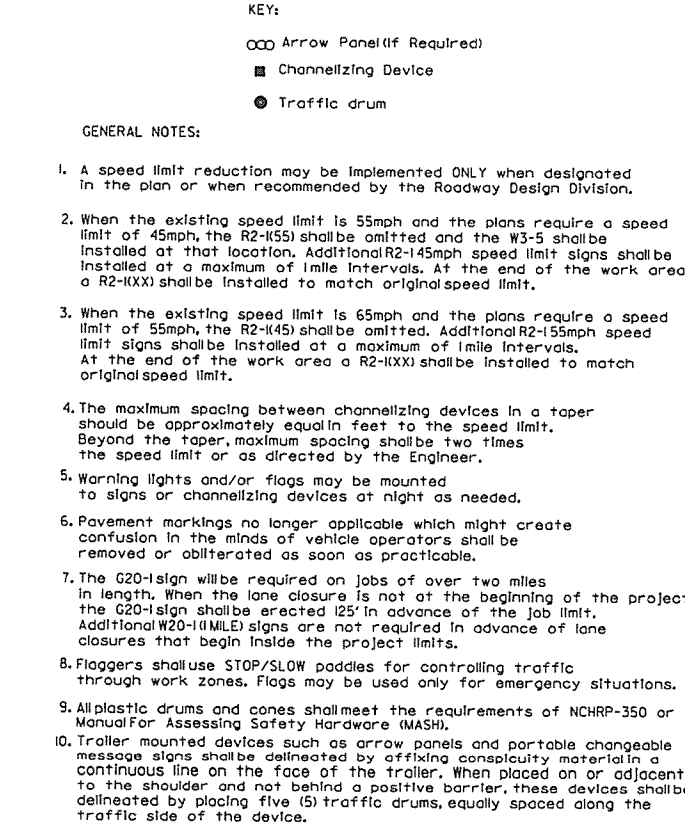 KEY:
Arrow Panel (If Required)
Channelizing Device
Traffic drum
GENERAL NOTES:
1. A speed limit reduction may be implemented ONLY when designated
in the plan or when recommended by the Roadway Design Division.
2. When the existing speed limit is 55mph and the plans require a speed
limit of 45mph, the R2-1(55) shall be omitted and the W3-5 shall be
installed at that location. Additional R2-1 45mph speed limit signs shall be
installed at a maximum of 1 mile intervals. At the end of the work area
a R2-1(XX) shall be installed to match original speed limit.
3. When the existing speed limit is 65mph and the plans require a speed
limit of 55mph, the R2-1(45) shall be omitted. Additional R2-1 55mph speed
limit signs shall be installed at a maximum of 1 mile intervals.
At the end of the work area a R2-1(XX) shall be installed to match
original speed limit.
4. The maximum spacing between channelizing devices in a taper
should be approximately equal in feet to the speed limit.
Beyond the taper, maximum spacing shall be two times
the speed limit or as directed by the Engineer.
5. Warning lights and/or flags may be mounted
to signs or channelizing devices at night as needed.
6. Pavement markings no longer applicable which might create
confusion in the minds of vehicle operators shall be
removed or obliterated as soon as practicable.
7. The G20-1 sign will be required on jobs of over two miles
in length. When the lane closure is not at the beginning of the project
the G20-1 sign shall be erected 125' in advance of the job limit.
Additional W20-1 (1 MILE) signs are not required in advance of lane
closures that begin inside the project limits.
8. Flaggers shall use STOP/SLOW paddles for controlling traffic
through work zones. Flags may be used only for emergency situations.
9. All plastic drums and cones shall meet the requirements of NCHRP-350 or
Manual For Assessing Safety Hardware (MASH).
10. Trailer mounted devices such as arrow panels and portable changeable
message signs shall be delineated by affixing conspicuity material in a
continuous line on the face of the trailer. When placed on or adjacent
to the shoulder and not behind a positive barrier, these devices shall be
delineated by placing five (5) traffic drums, equally spaced along the
traffic side of the device.